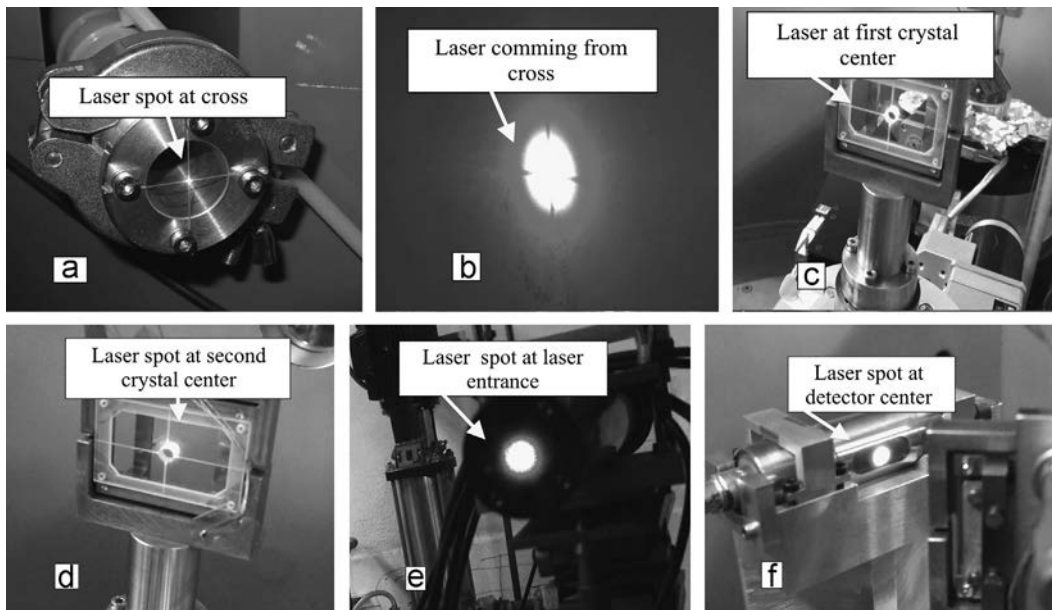 Laser spot at cross
a
Laser comming from
cross
b
Laser at first crystal
center
c
Laser spot at second
crystal center
d
Laser spot at laser
entrance
e
Laser spot at
detector center
f